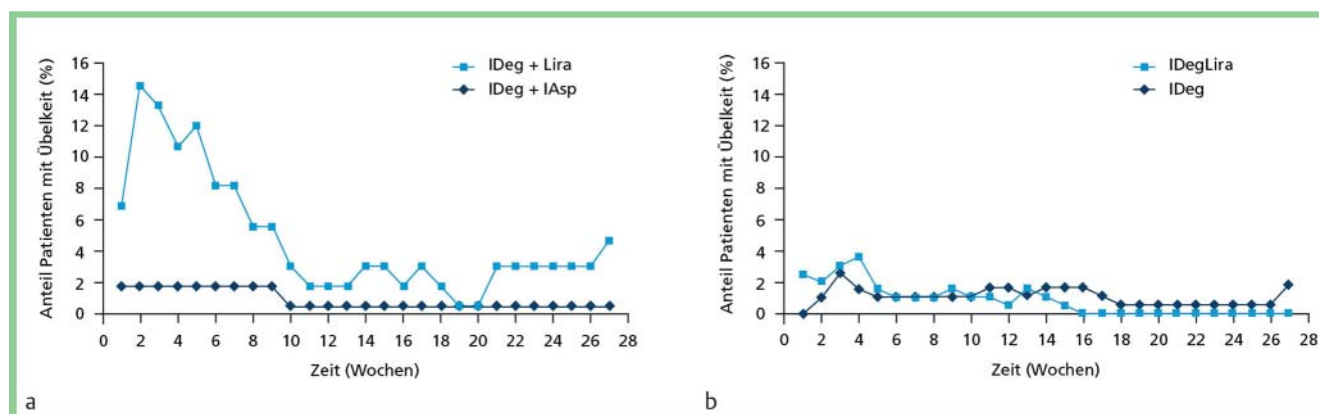 Anteil Patienten mit Übelkeit (%)
16
14
12
10
8
6
4
2
0
IDeg + Lira
IDeg + IAsp
0 2 4 6 8 10 12 14 16 18 20 22 24 26 28
Zeit (Wochen)
a
Anteil Patienten mit Übelkeit (%)
16
14
12
10
8
6
4
2
0
IDegLira
IDeg
0 2 4 6 8 10 12 14 16 18 20 22 24 26 28
Zeit (Wochen)
b